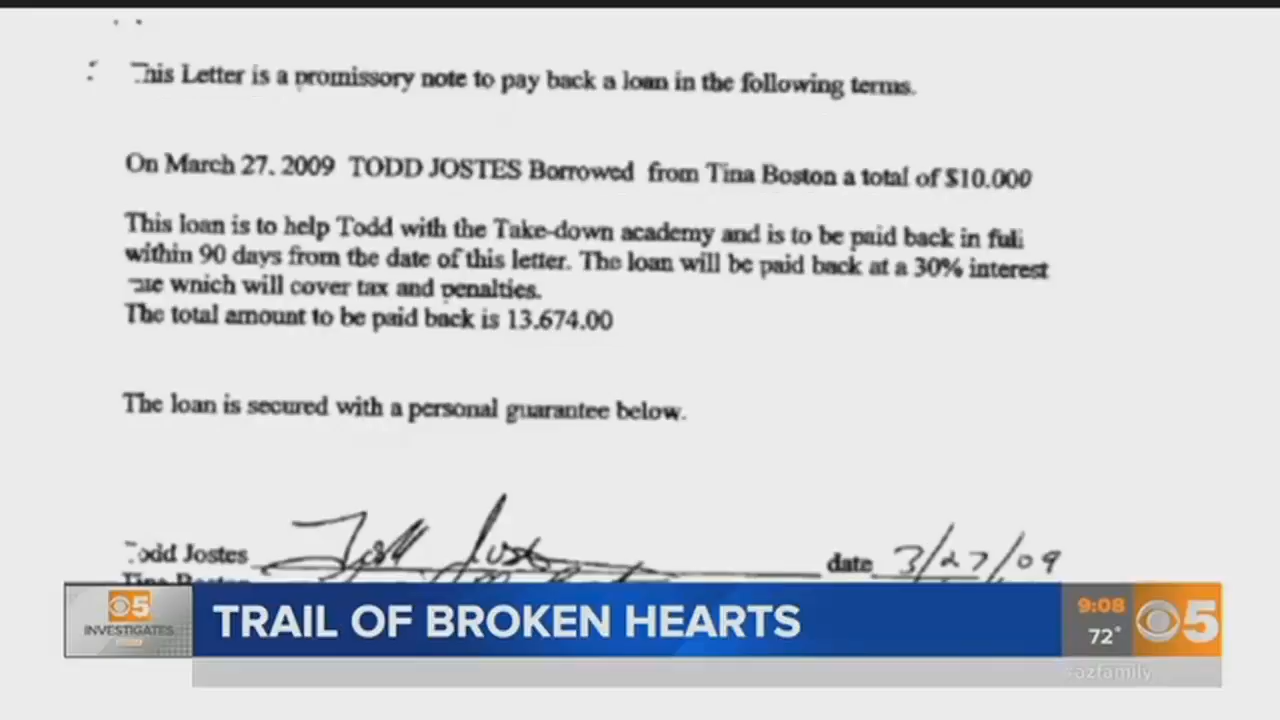 This Letter is a promissory note to pay back a loan in the following terms.
On March 27, 2009 TODD JOSTES Borrowed from Tina Boston a total of $10.000
This loan is to help Todd with the Take-down academy and is to be paid back in full
within 90 days from the date of this letter. The loan will be paid back at a 30% interest
which will cover tax and penalties.
The total amount to be paid back is 13.674.00
The loan is secured with a personal guarantee below.
Todd Jostes Todd Jostes date 3/27/09
Tina Boston
5 INVESTIGATES
TRAIL OF BROKEN HEARTS
9:08
72°
5
#azfamily